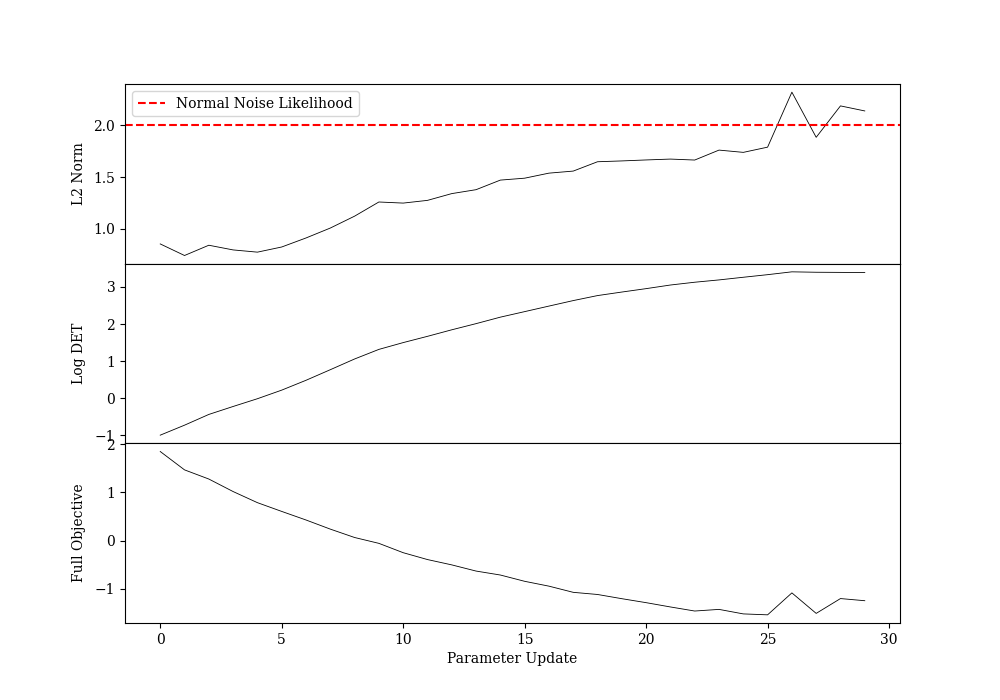 Normal Noise Likelihood
2.0
1.5
1.0
L2 Norm
3
2
1
0
−1
Log DET
2
1
0
−1
Full Objective
0 5 10 15 20 25 30
Parameter Update